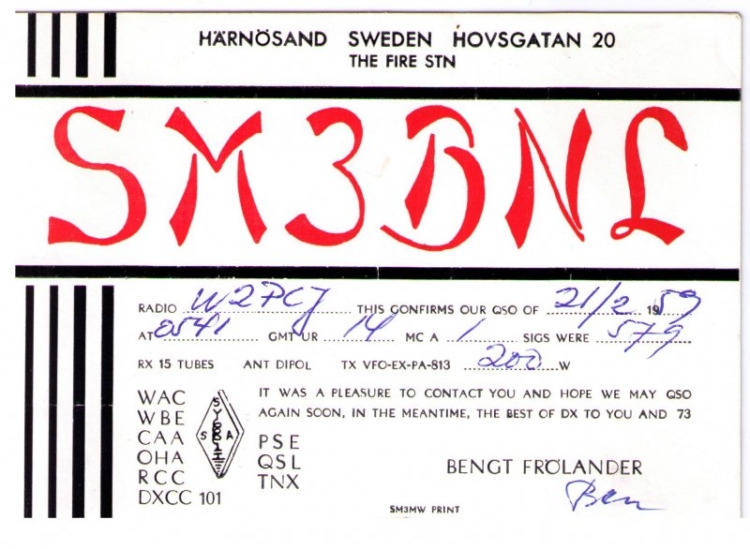 HÄRNÖSAND SWEDEN HOVSGATAN 20
THE FIRE STN
SM3BNL
RADIO W2PCJ THIS CONFIRMS OUR QSO OF 21/2 1959
AT 0541 GMT UR 14 MC A 1 SIGS WERE 579
RX 15 TUBES ANT DIPOL TX VFO-EX-PA-813 200 W
IT WAS A PLEASURE TO CONTACT YOU AND HOPE WE MAY QSO
AGAIN SOON, IN THE MEANTIME, THE BEST OF DX TO YOU AND 73
WAC
WBE
CAA
OHA
RCC
DXCC 101
S S A
PSE
QSL
TNX
BENGT FRÖLANDER
Ben
SM3MW PRINT